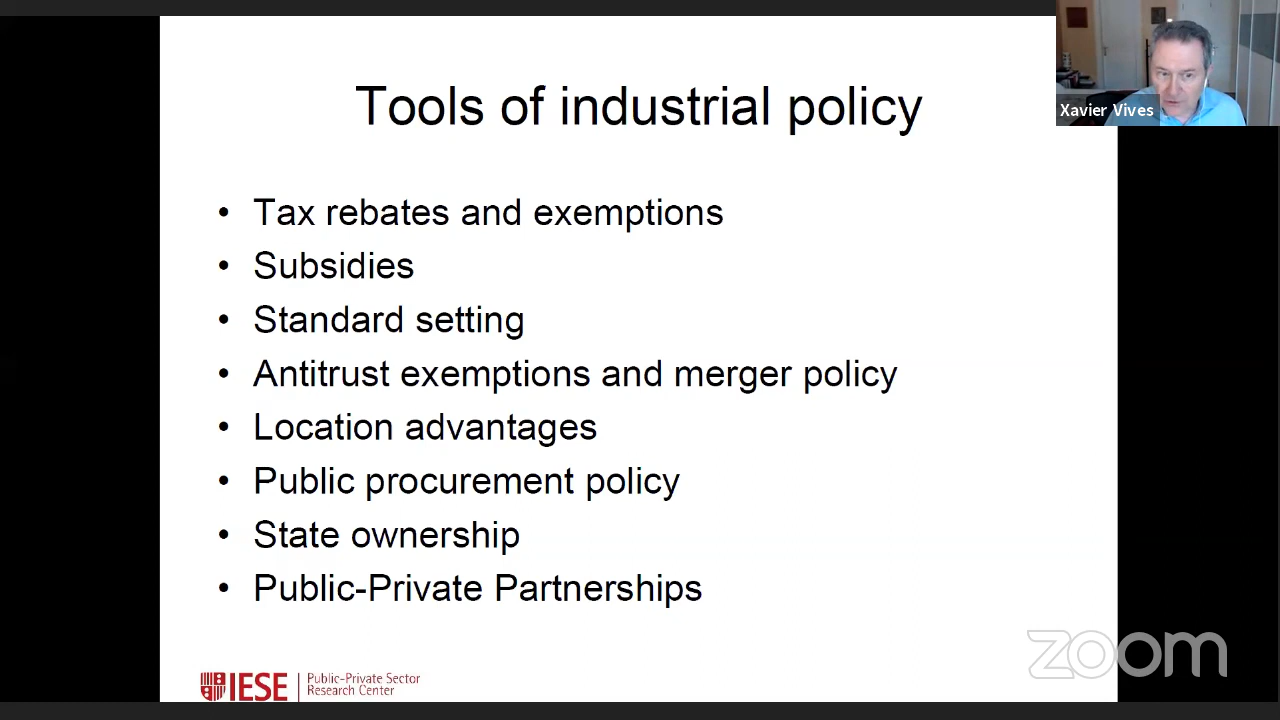 Tools of industrial policy
Xavier Vives
• Tax rebates and exemptions
• Subsidies
• Standard setting
• Antitrust exemptions and merger policy
• Location advantages
• Public procurement policy
• State ownership
• Public-Private Partnerships
zoom
IESE
Public-Private Sector
Research Center